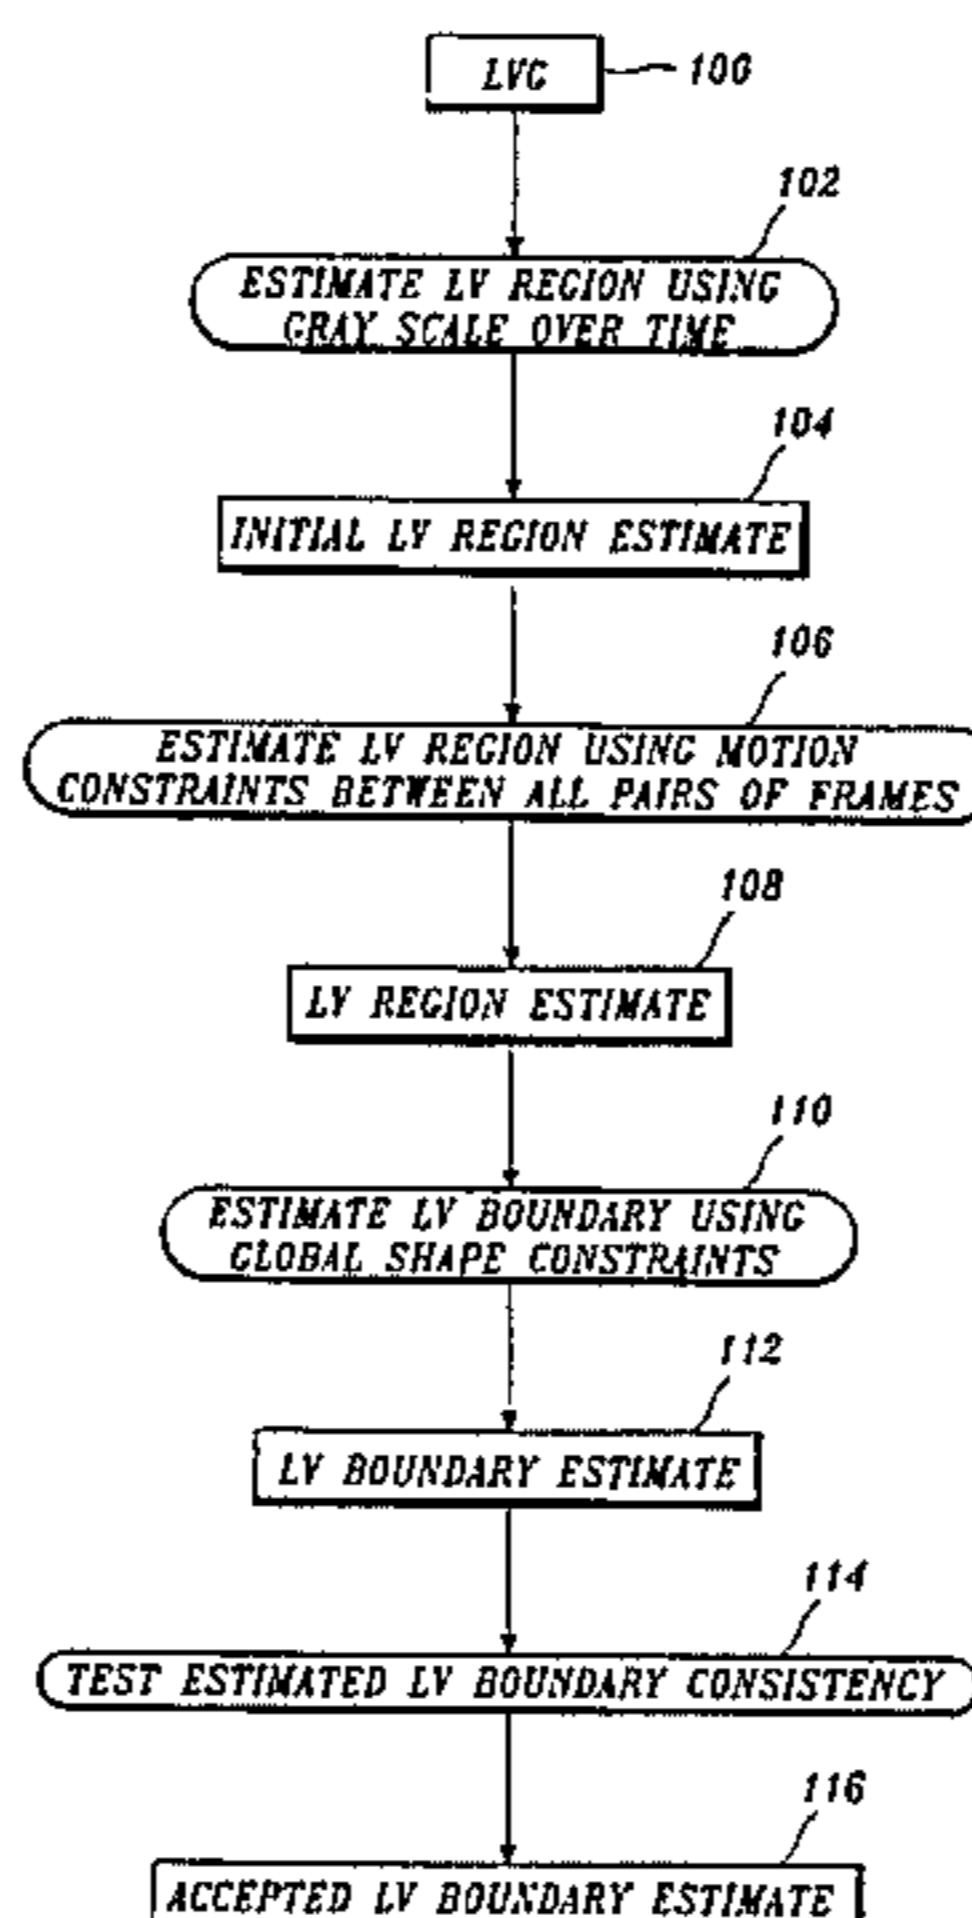 LVG
100
102
ESTIMATE LV REGION USING
GRAY SCALE OVER TIME
104
INITIAL LV REGION ESTIMATE
106
ESTIMATE LV REGION USING MOTION
CONSTRAINTS BETWEEN ALL PAIRS OF FRAMES
108
LV REGION ESTIMATE
110
ESTIMATE LV BOUNDARY USING
GLOBAL SHAPE CONSTRAINTS
112
LV BOUNDARY ESTIMATE
114
TEST ESTIMATED LV BOUNDARY CONSISTENCY
116
ACCEPTED LV BOUNDARY ESTIMATE